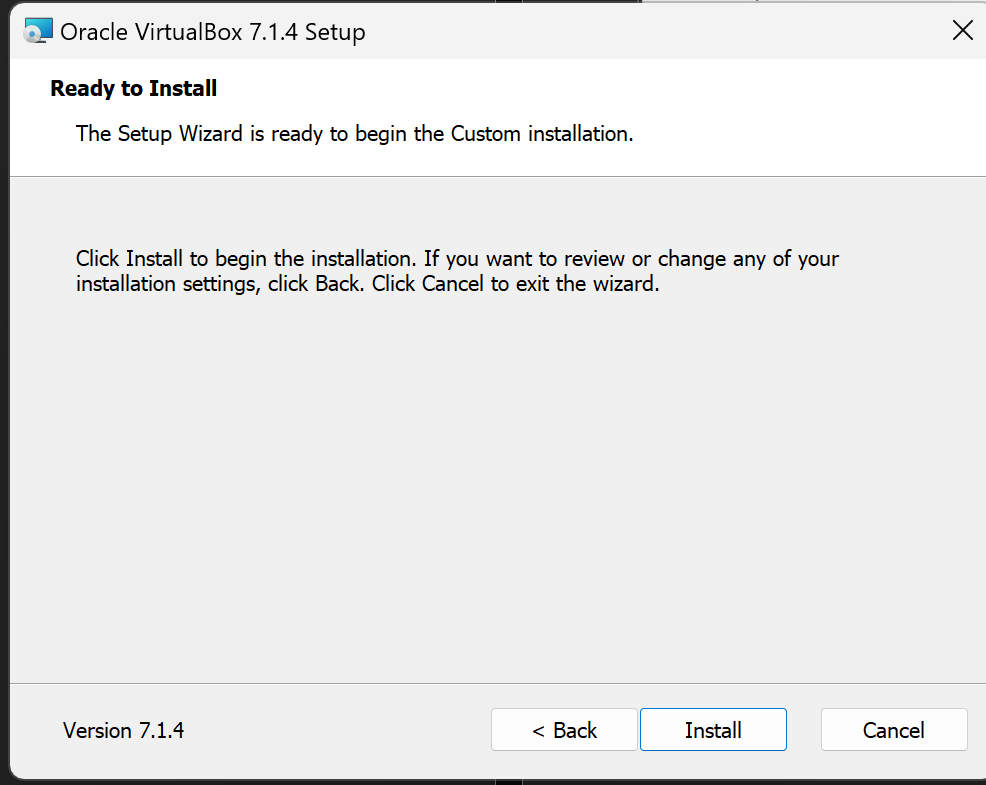 Oracle VirtualBox 7.1.4 Setup
Ready to Install
The Setup Wizard is ready to begin the Custom installation.
Click Install to begin the installation. If you want to review or change any of your
installation settings, click Back. Click Cancel to exit the wizard.
Version 7.1.4
< Back
Install
Cancel